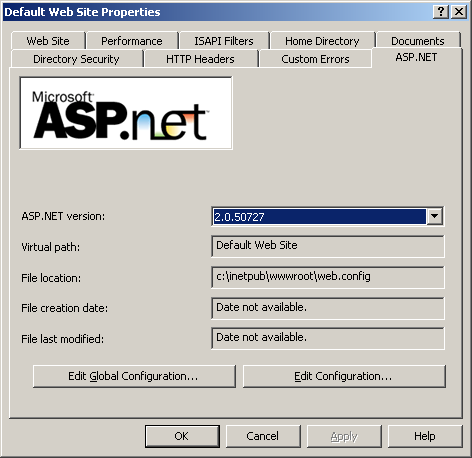 Default Web Site Properties
Web Site Performance ISAPI Filters Home Directory Documents
Directory Security HTTP Headers Custom Errors ASP.NET
Microsoft
ASP.net
ASP.NET version: 2.0.50727
Virtual path: Default Web Site
File location: c:\inetpub\wwwroot\web.config
File creation date: Date not available.
File last modified: Date not available.
Edit Global Configuration... Edit Configuration...
OK Cancel Apply Help